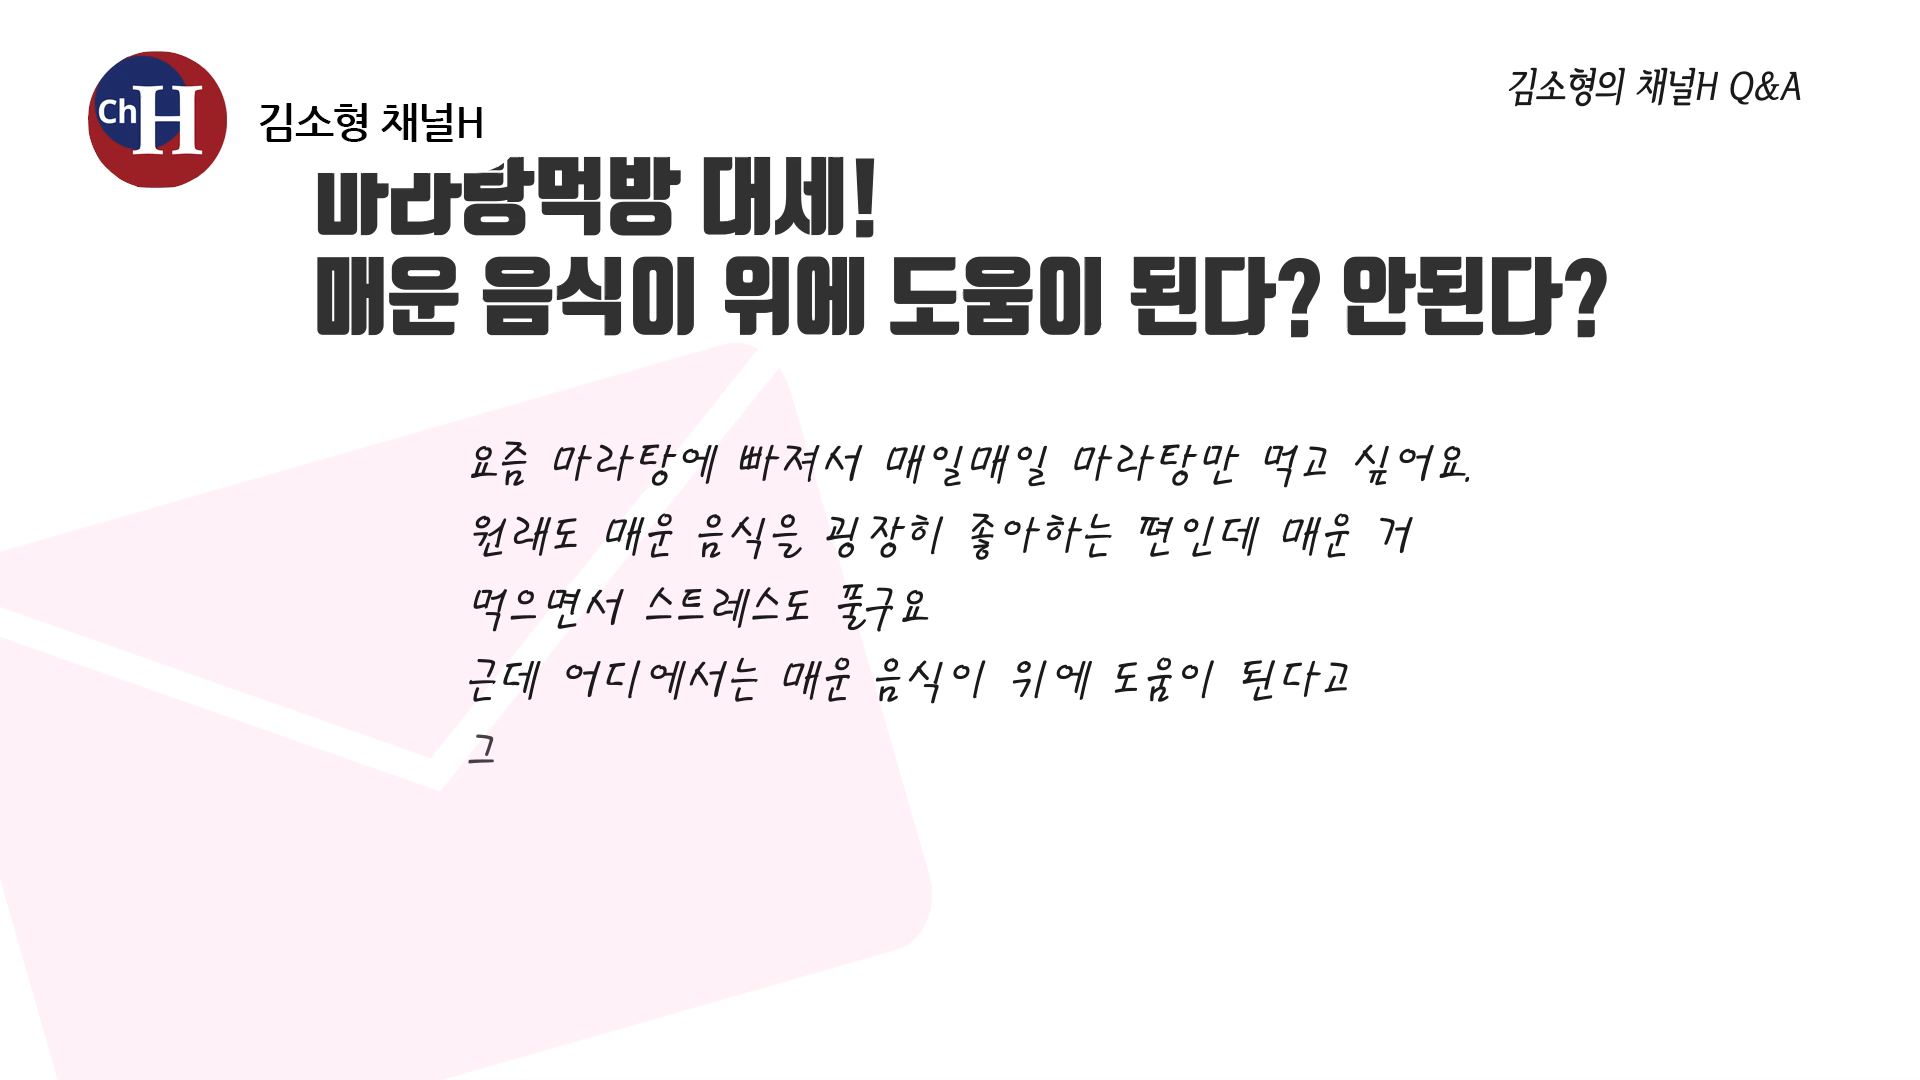 ChH
김소형 채널H
김소형의 채널H Q&A
마라탕먹방 대세!
매운 음식이 위에 도움이 된다? 안된다?
요즘 마라탕에 빠져서 매일매일 마라탕만 먹고 싶어요.
원래도 매운 음식을 굉장히 좋아하는 편인데 매운 거
먹으면서 스트레스도 풀구요
근데 어디에서는 매운 음식이 위에 도움이 된다고
그